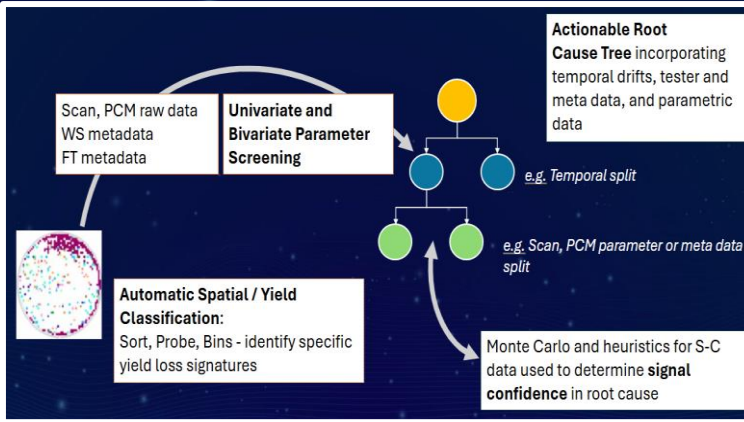 Scan, PCM raw data
WS metadata
FT metadata
Univariate and
Bivariate Parameter
Screening
Actionable Root
Cause Tree incorporating
temporal drifts, tester and
meta data, and parametric
data
e.g. Temporal split
e.g. Scan, PCM parameter or meta data
split
Automatic Spatial / Yield
Classification:
Sort, Probe, Bins - identify specific
yield loss signatures
Monte Carlo and heuristics for S-C
data used to determine signal
confidence in root cause